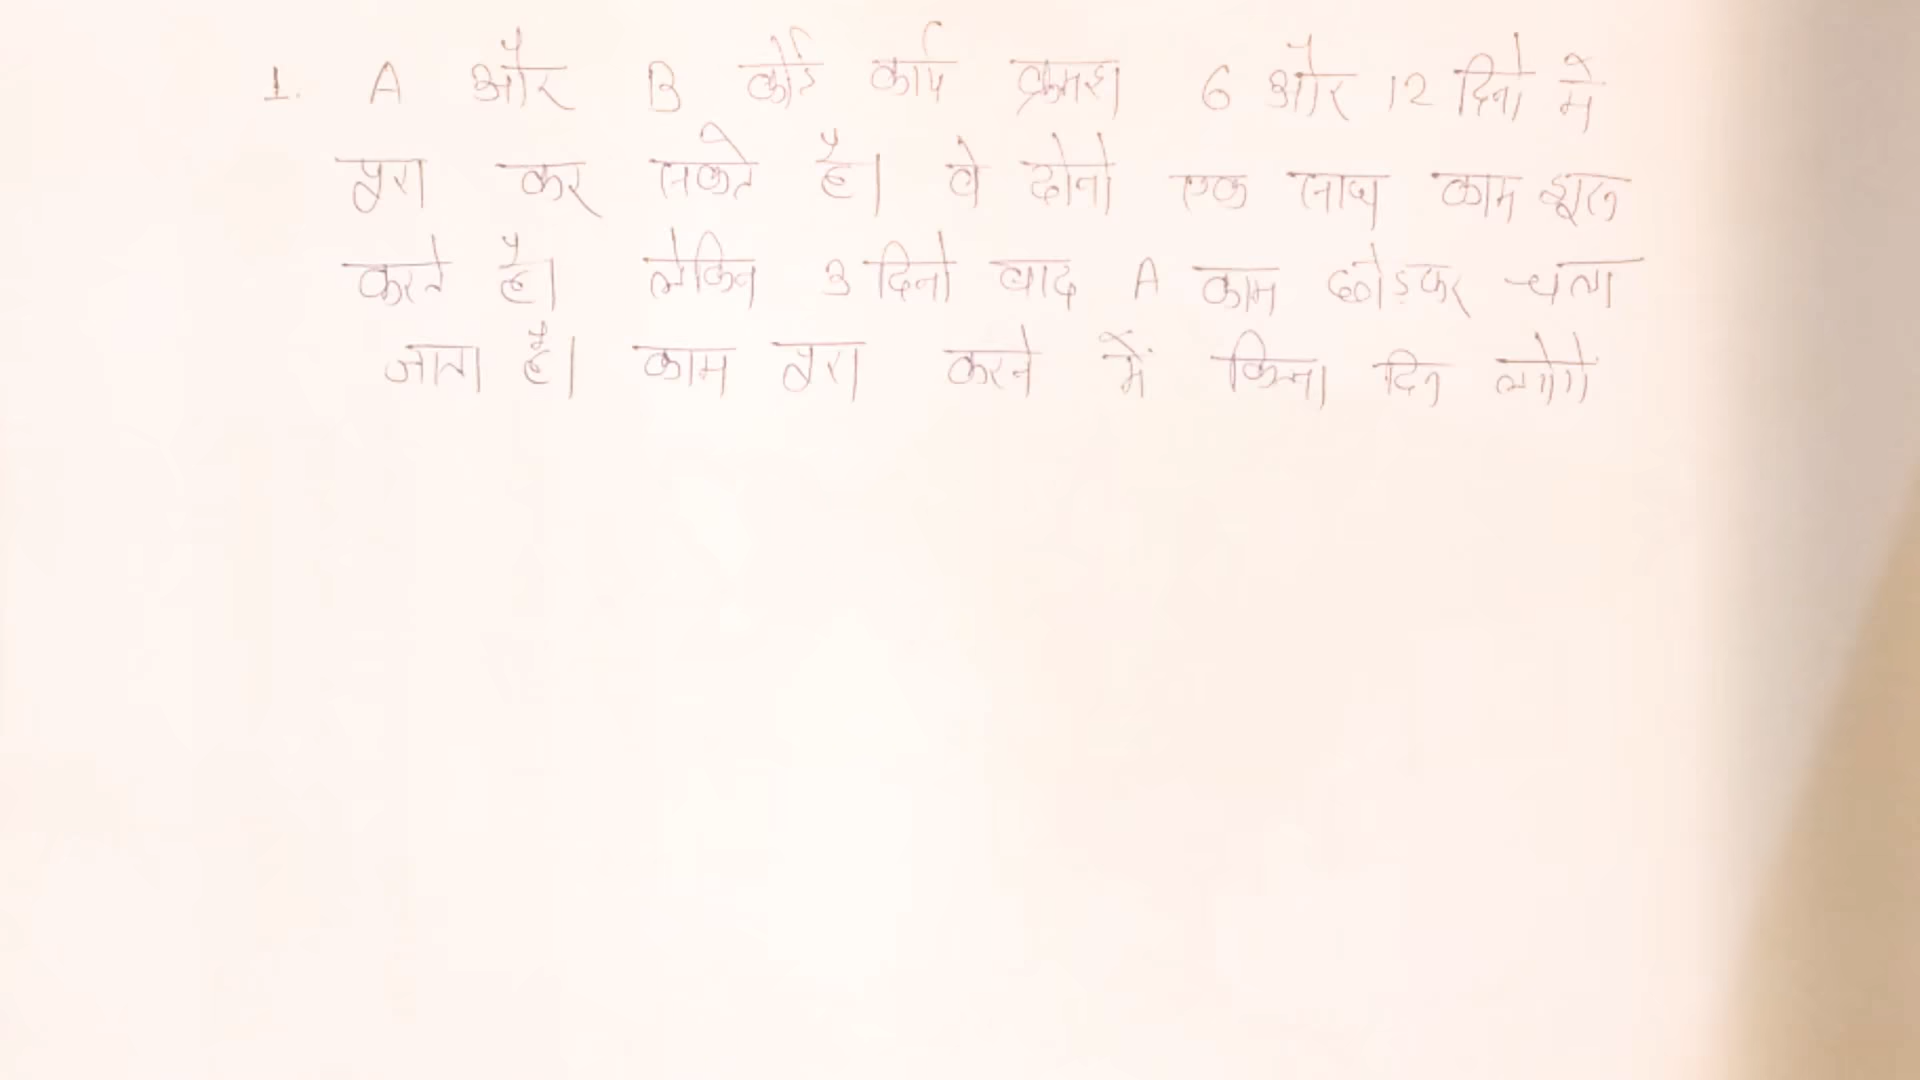 1. A और B कोई कार्य क्रमश 6 और 12 दिनो मे
पूरा कर सकते है। वे दोनो एक साथ काम शुरू
करते है। लेकिन 3 दिनो बाद A काम छोड़कर चला
जाता है। काम पूरा करने में कितना दिन लगेगे